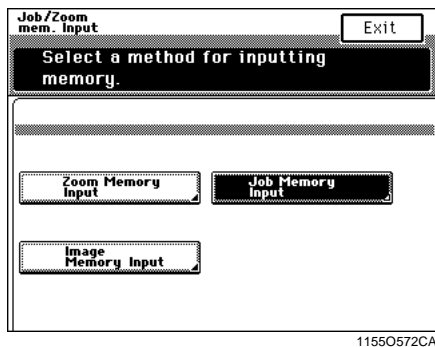 Job/Zoom
mem. Input
Exit
Select a method for inputting
memory.
Zoom Memory
Input
Job Memory
Input
Image
Memory Input
1155O572CA